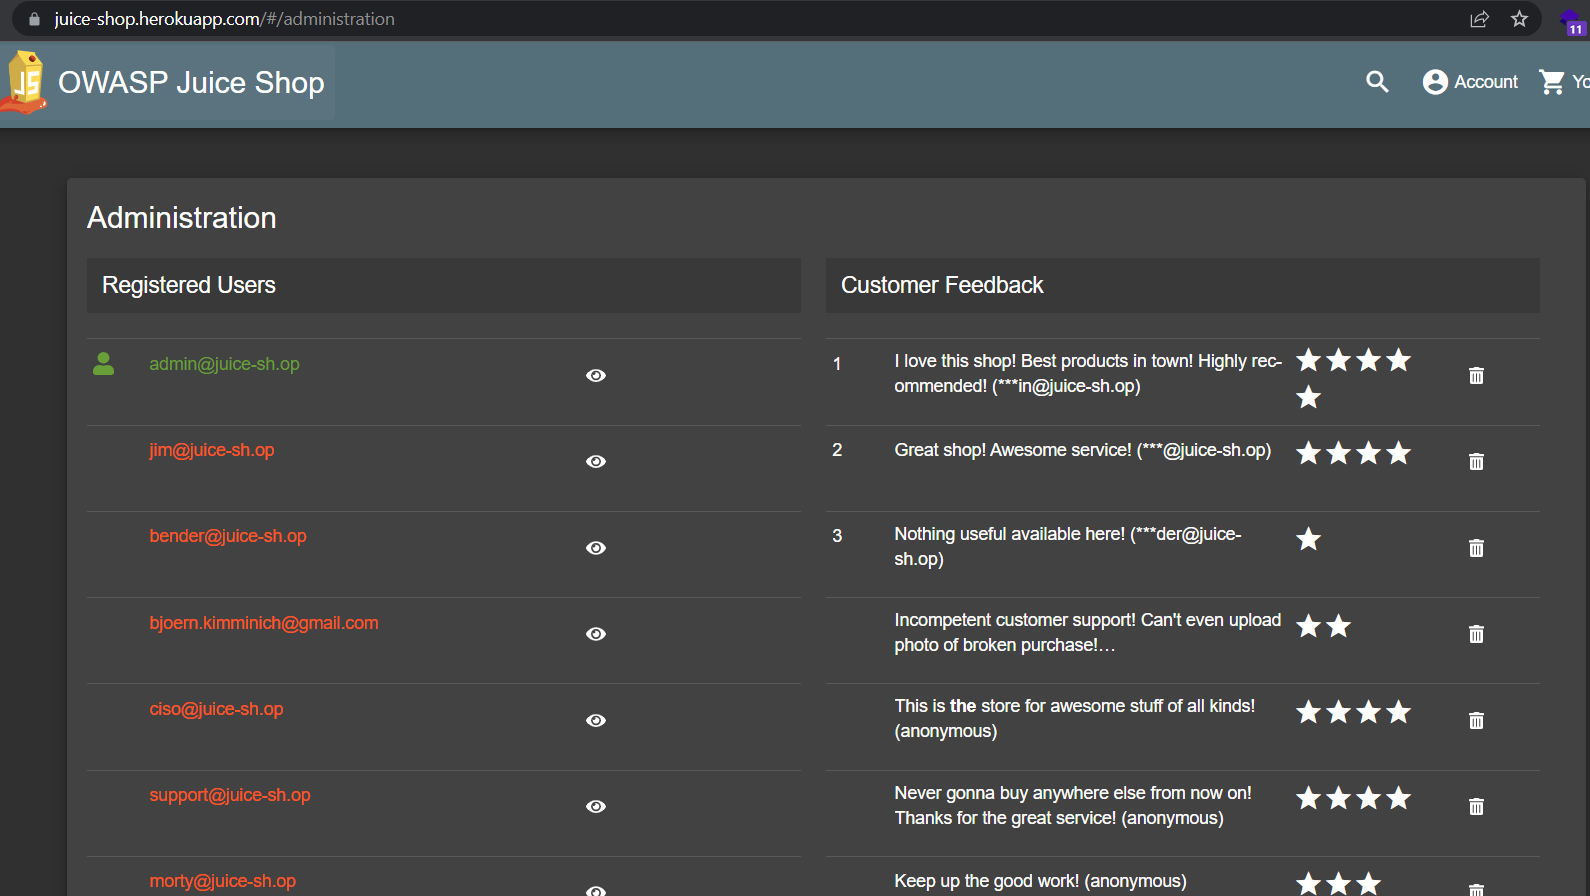 juice-shop.herokuapp.com/#/administration
11
JS
OWASP Juice Shop
Account
Administration
Registered Users
admin@juice-sh.op
jim@juice-sh.op
bender@juice-sh.op
bjoern.kimminich@gmail.com
ciso@juice-sh.op
support@juice-sh.op
morty@juice-sh.op
Customer Feedback
1
I love this shop! Best products in town! Highly rec-
ommended! (***in@juice-sh.op)
2
Great shop! Awesome service! (***@juice-sh.op)
3
Nothing useful available here! (***der@juice-
sh.op)
Incompetent customer support! Can't even upload
photo of broken purchase!…
This is the store for awesome stuff of all kinds!
(anonymous)
Never gonna buy anywhere else from now on!
Thanks for the great service! (anonymous)
Keep up the good work! (anonymous)